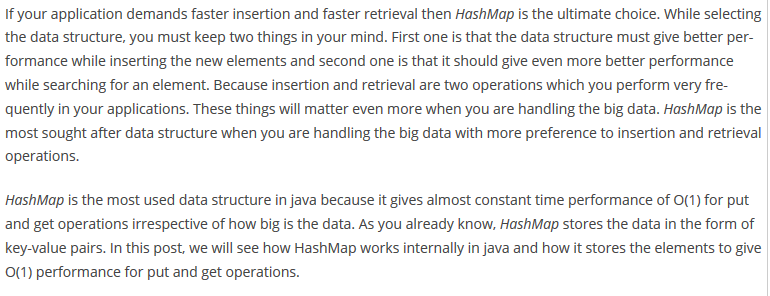 If your application demands faster insertion and faster retrieval then HashMap is the ultimate choice. While selecting
the data structure, you must keep two things in your mind. First one is that the data structure must give better per-
formance while inserting the new elements and second one is that it should give even more better performance
while searching for an element. Because insertion and retrieval are two operations which you perform very fre-
quently in your applications. These things will matter even more when you are handling the big data. HashMap is the
most sought after data structure when you are handling the big data with more preference to insertion and retrieval
operations.
HashMap is the most used data structure in java because it gives almost constant time performance of O(1) for put
and get operations irrespective of how big is the data. As you already know, HashMap stores the data in the form of
key-value pairs. In this post, we will see how HashMap works internally in java and how it stores the elements to give
O(1) performance for put and get operations.